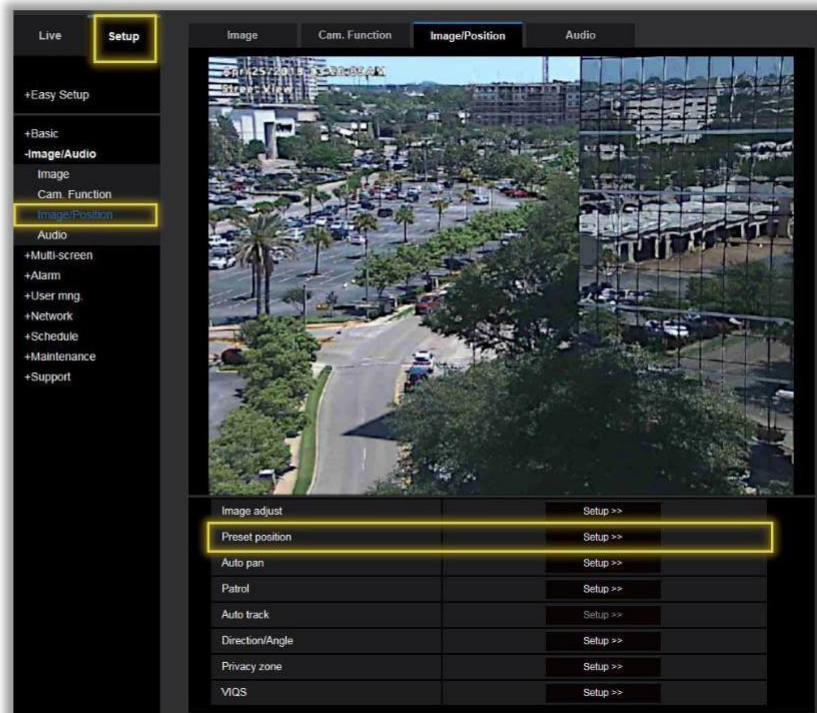 Live
Setup
Image
Cam. Function
Image/Position
Audio
+Easy Setup
+Basic
-Image/Audio
Image
Cam. Function
Image/Position
Audio
+Multi-screen
+Alarm
+User mng.
+Network
+Schedule
+Maintenance
+Support
Street View
Image adjust Setup >>
Preset position Setup >>
Auto pan Setup >>
Patrol Setup >>
Auto track Setup >>
Direction/Angle Setup >>
Privacy zone Setup >>
VIQS Setup >>